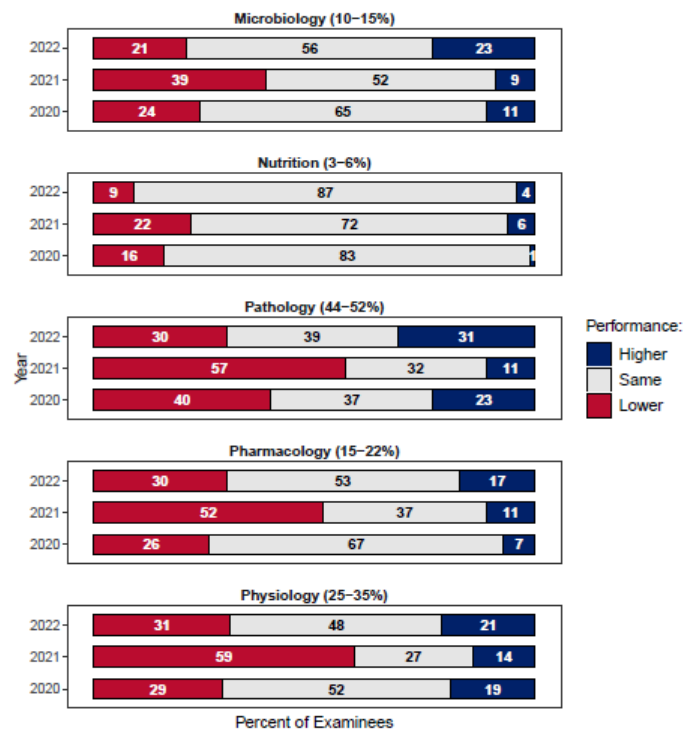 Microbiology (10−15%)
2022 21 56 23
2021 39 52 9
2020 24 65 11
Nutrition (3−6%)
2022 9 87 4
2021 22 72 6
2020 16 83 1
Pathology (44−52%)
2022 30 39 31
2021 57 32 11
2020 40 37 23
Pharmacology (15−22%)
2022 30 53 17
2021 52 37 11
2020 26 67 7
Physiology (25−35%)
2022 31 48 21
2021 59 27 14
2020 29 52 19
Year
Percent of Examinees
Performance:
Higher
Same
Lower